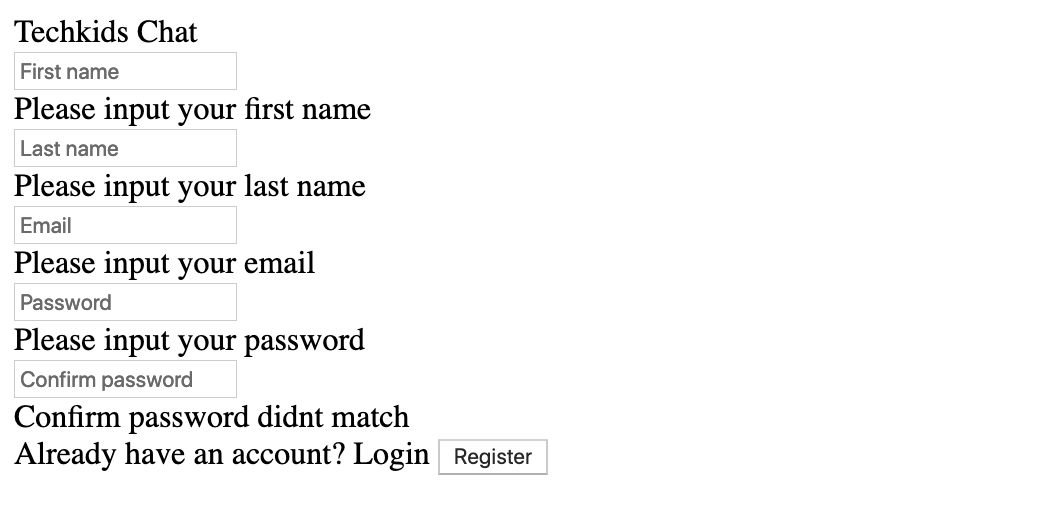 Techkids Chat
First name
Please input your first name
Last name
Please input your last name
Email
Please input your email
Password
Please input your password
Confirm password
Confirm password didnt match
Already have an account? Login Register